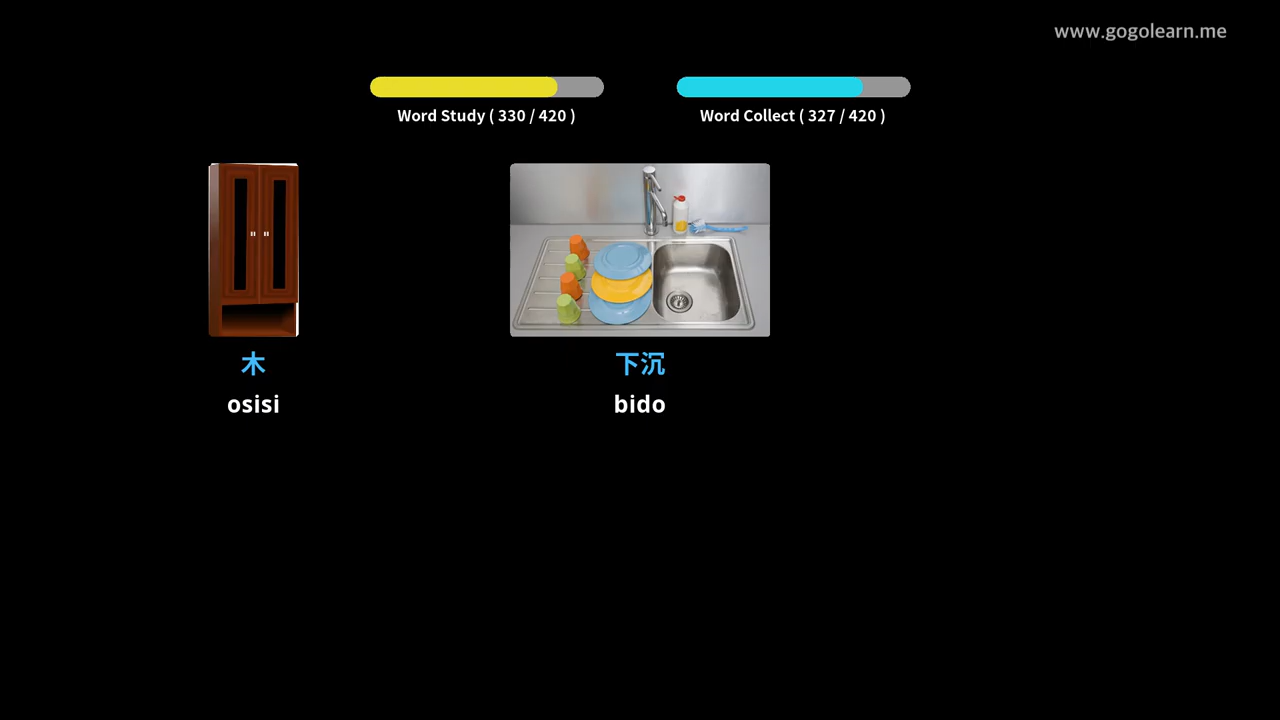 www.gogolearn.me
Word Study ( 330 / 420 )
Word Collect ( 327 / 420 )
木
osisi
下沉
bido